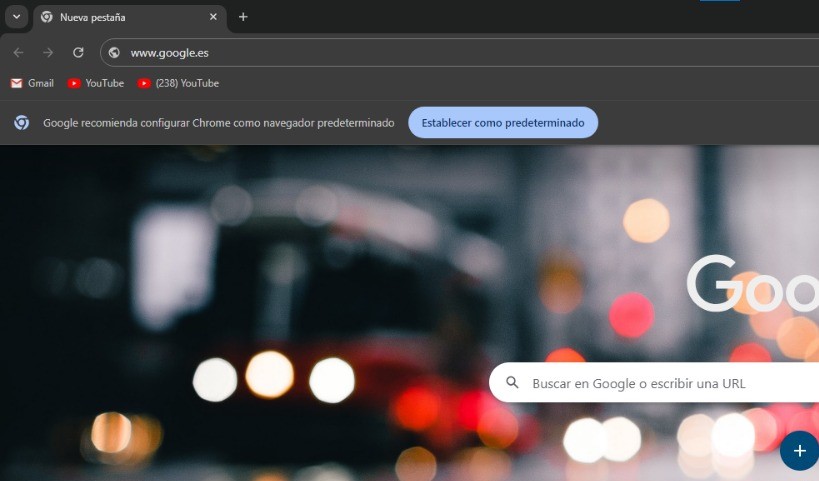 Nueva pestaña
www.google.es
Gmail YouTube (238) YouTube
Google recomienda configurar Chrome como navegador predeterminado Establecer como predeterminado
Goo
Buscar en Google o escribir una URL